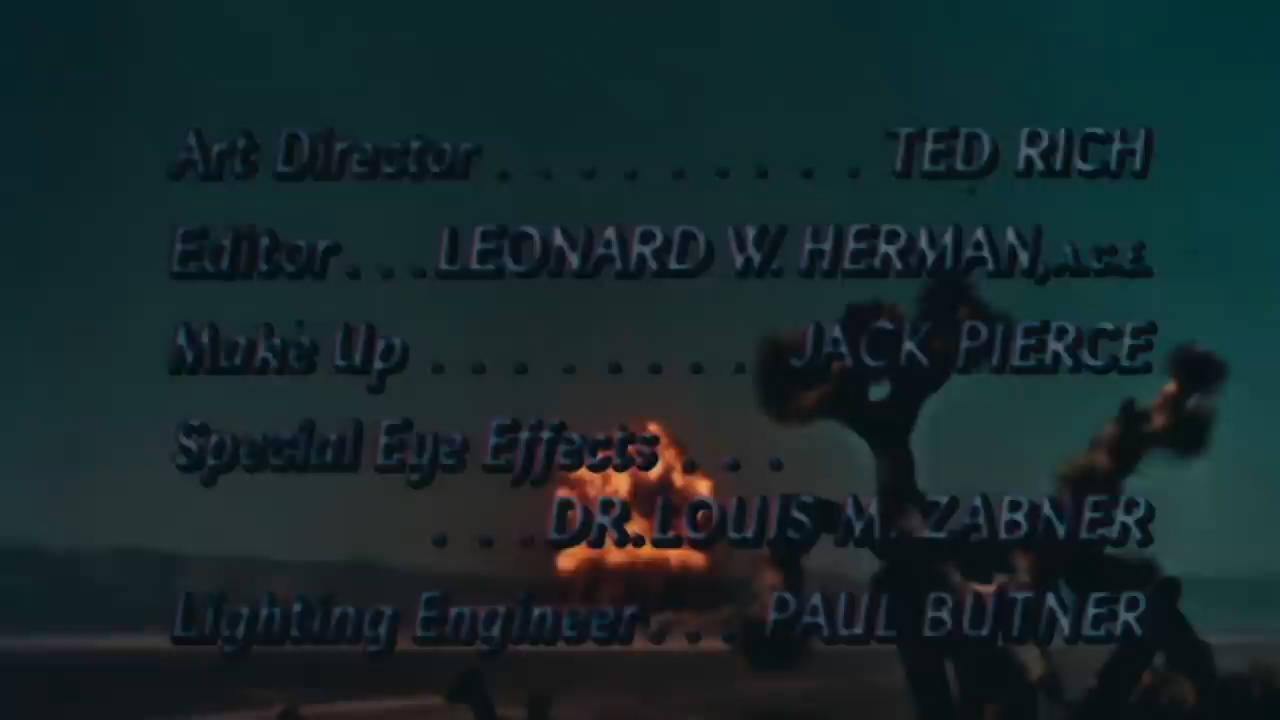 Art Director . . . . . . . . . TED RICH
Editor . . . LEONARD W. HERMAN, A.C.E.
Make Up . . . . . . . . JACK PIERCE
Special Eye Effects . . .
. . . DR. LOUIS M. ZABNER
Lighting Engineer . . . PAUL BUTNER